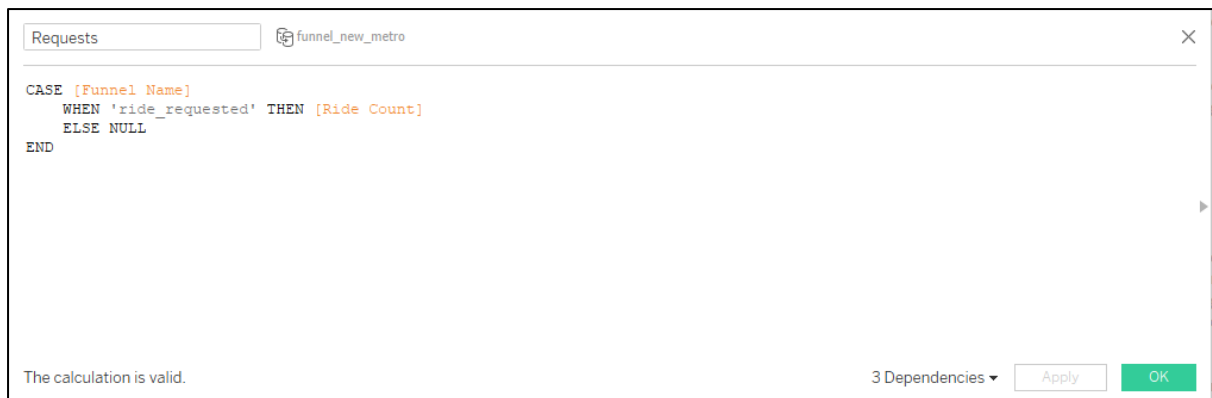 Requests funnel_new_metro
CASE [Funnel Name]
    WHEN 'ride_requested' THEN [Ride Count]
    ELSE NULL
END
The calculation is valid. 3 Dependencies Apply OK